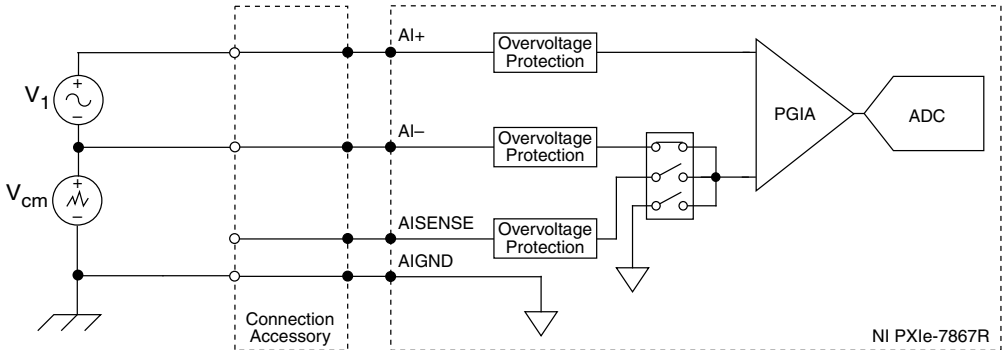 AI+
Overvoltage
Protection
+
V1
−
PGIA
ADC
AI−
Overvoltage
Protection
+
Vcm
−
AISENSE
Overvoltage
Protection
AIGND
Connection
Accessory
NI PXIe-7867R